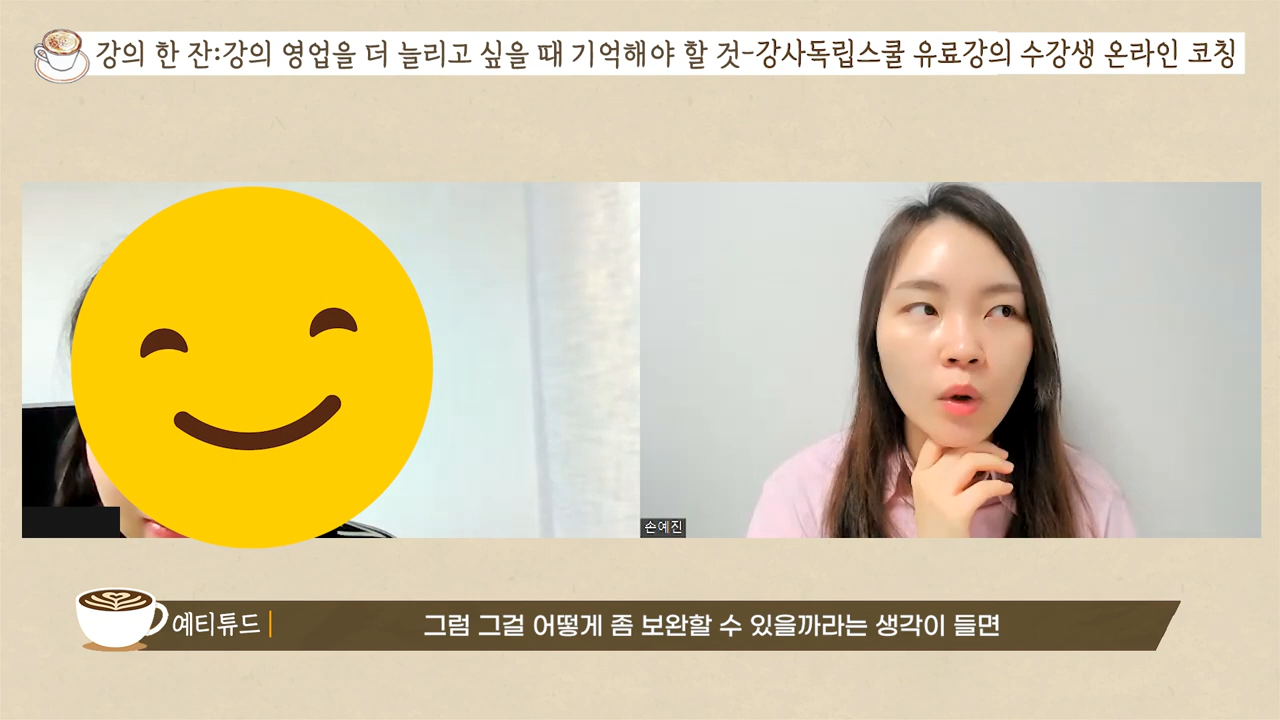 강의 한 잔:강의 영업을 더 늘리고 싶을 때 기억해야 할 것-강사독립스쿨 유료강의 수강생 온라인 코칭
손예진
예티튜드
그럼 그걸 어떻게 좀 보완할 수 있을까라는 생각이 들면